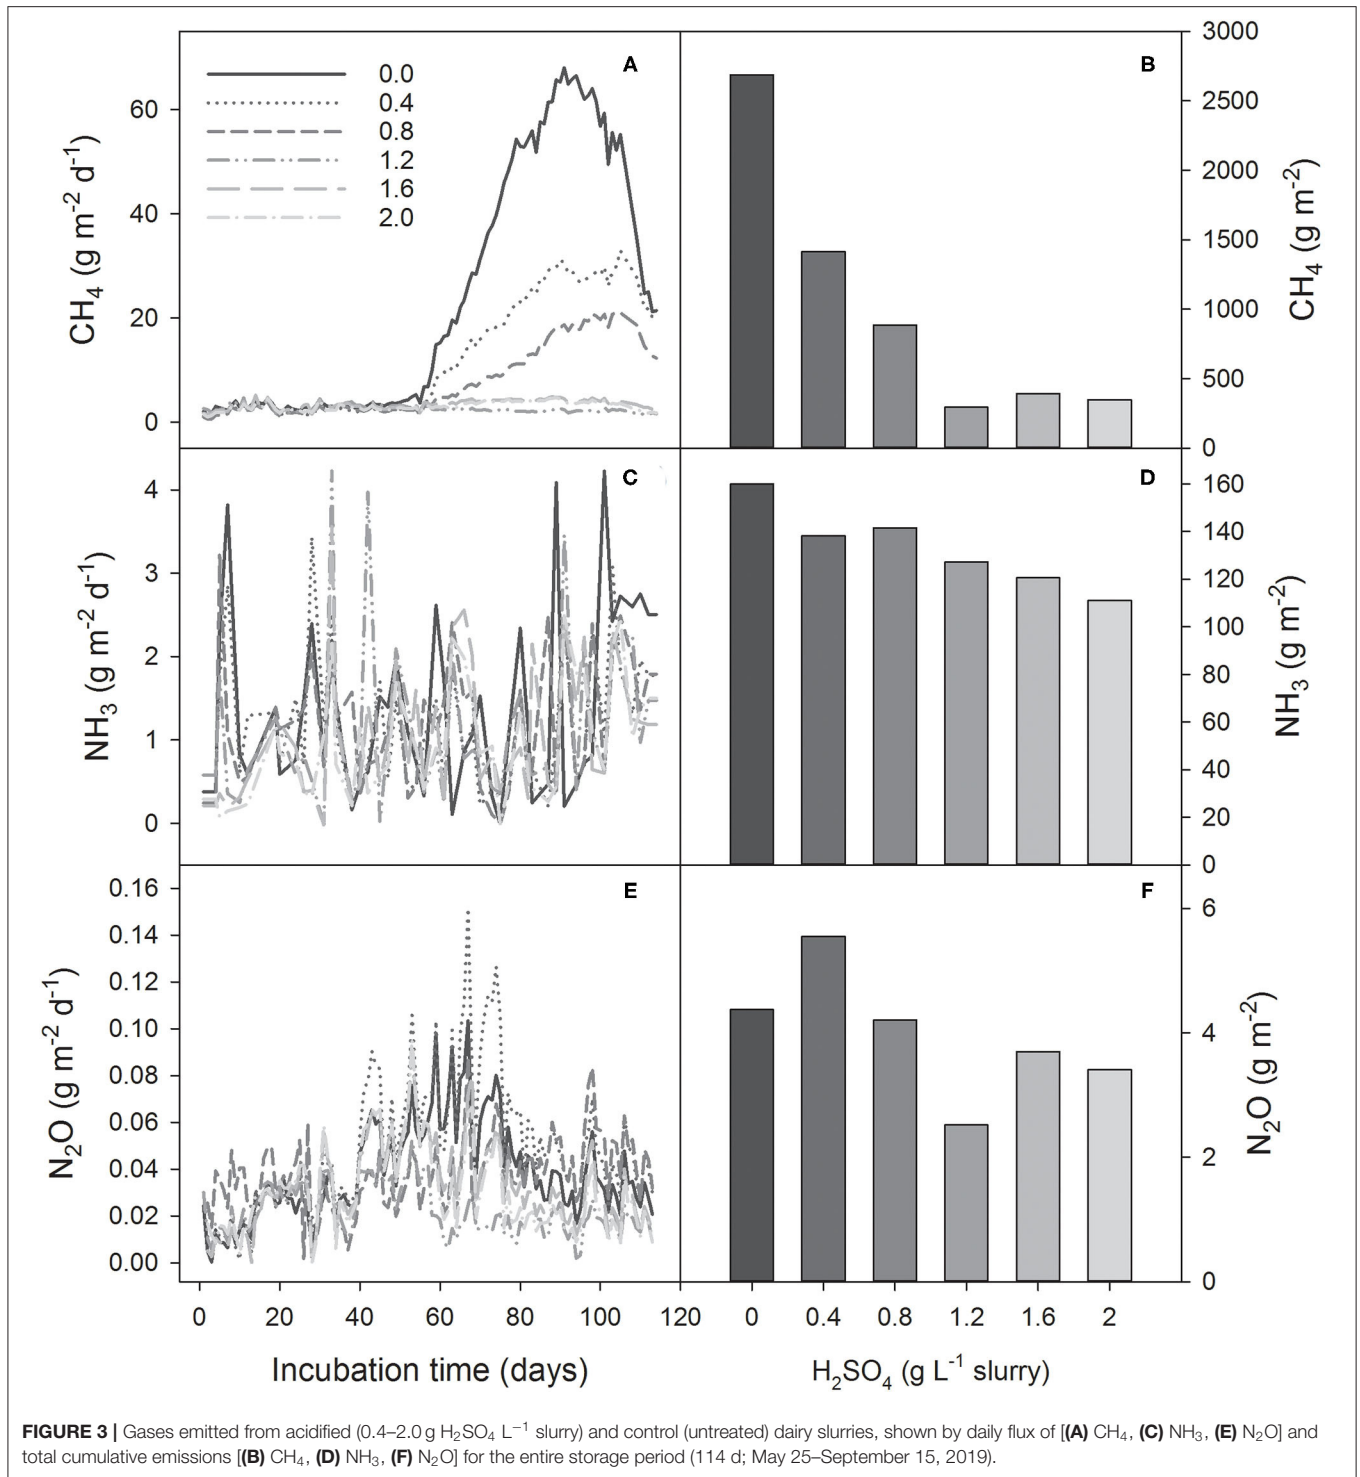 A
0.0
0.4
0.8
1.2
1.6
2.0
60
40
20
0
CH4 (g m-2 d-1)
B
3000
2500
2000
1500
1000
500
0
CH4 (g m-2)
C
4
3
2
1
0
NH3 (g m-2 d-1)
D
160
140
120
100
80
60
40
20
0
NH3 (g m-2)
E
0.16
0.14
0.12
0.10
0.08
0.06
0.04
0.02
0.00
N2O (g m-2 d-1)
0 20 40 60 80 100 120
Incubation time (days)
F
6
4
2
0
N2O (g m-2)
0 0.4 0.8 1.2 1.6 2
H2SO4 (g L-1 slurry)
FIGURE 3 | Gases emitted from acidified (0.4–2.0 g H2SO4 L−1 slurry) and control (untreated) dairy slurries, shown by daily flux of [(A) CH4, (C) NH3, (E) N2O] and
total cumulative emissions [(B) CH4, (D) NH3, (F) N2O] for the entire storage period (114 d; May 25–September 15, 2019).